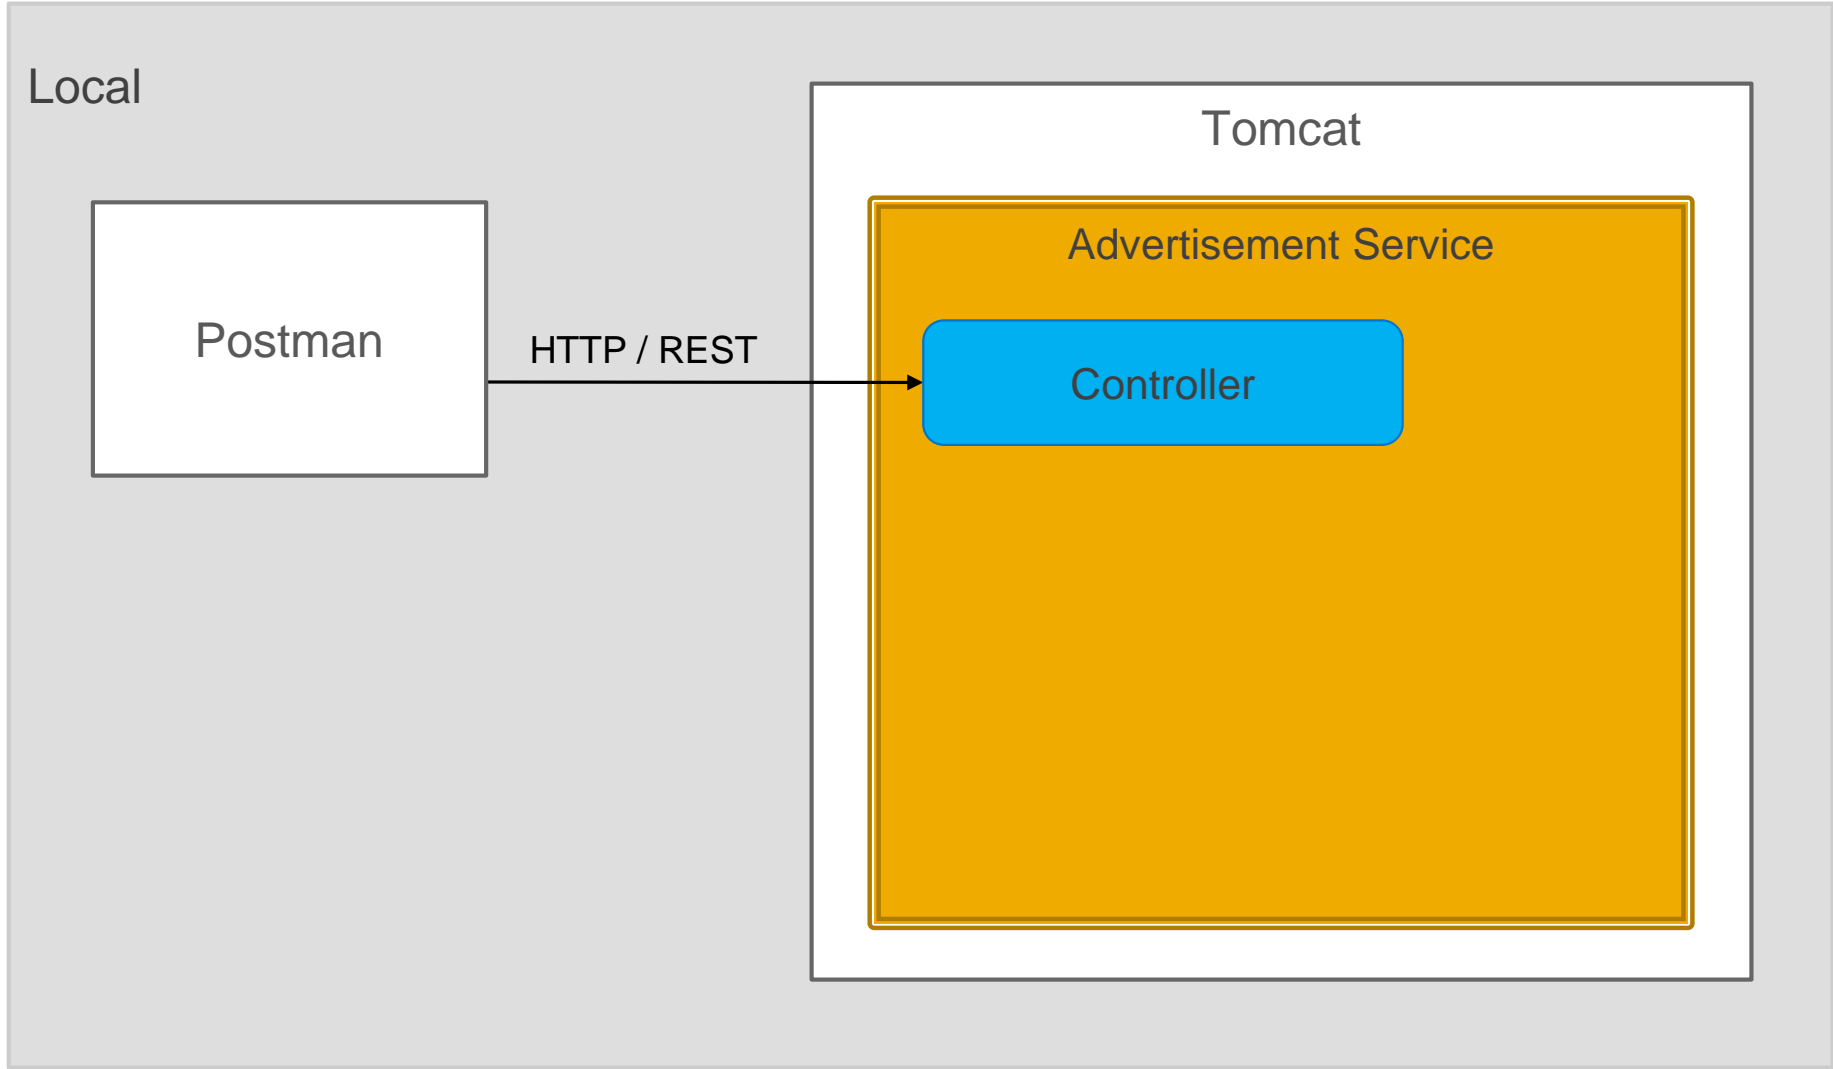 Local
Tomcat
Advertisement Service
Postman
HTTP / REST
Controller